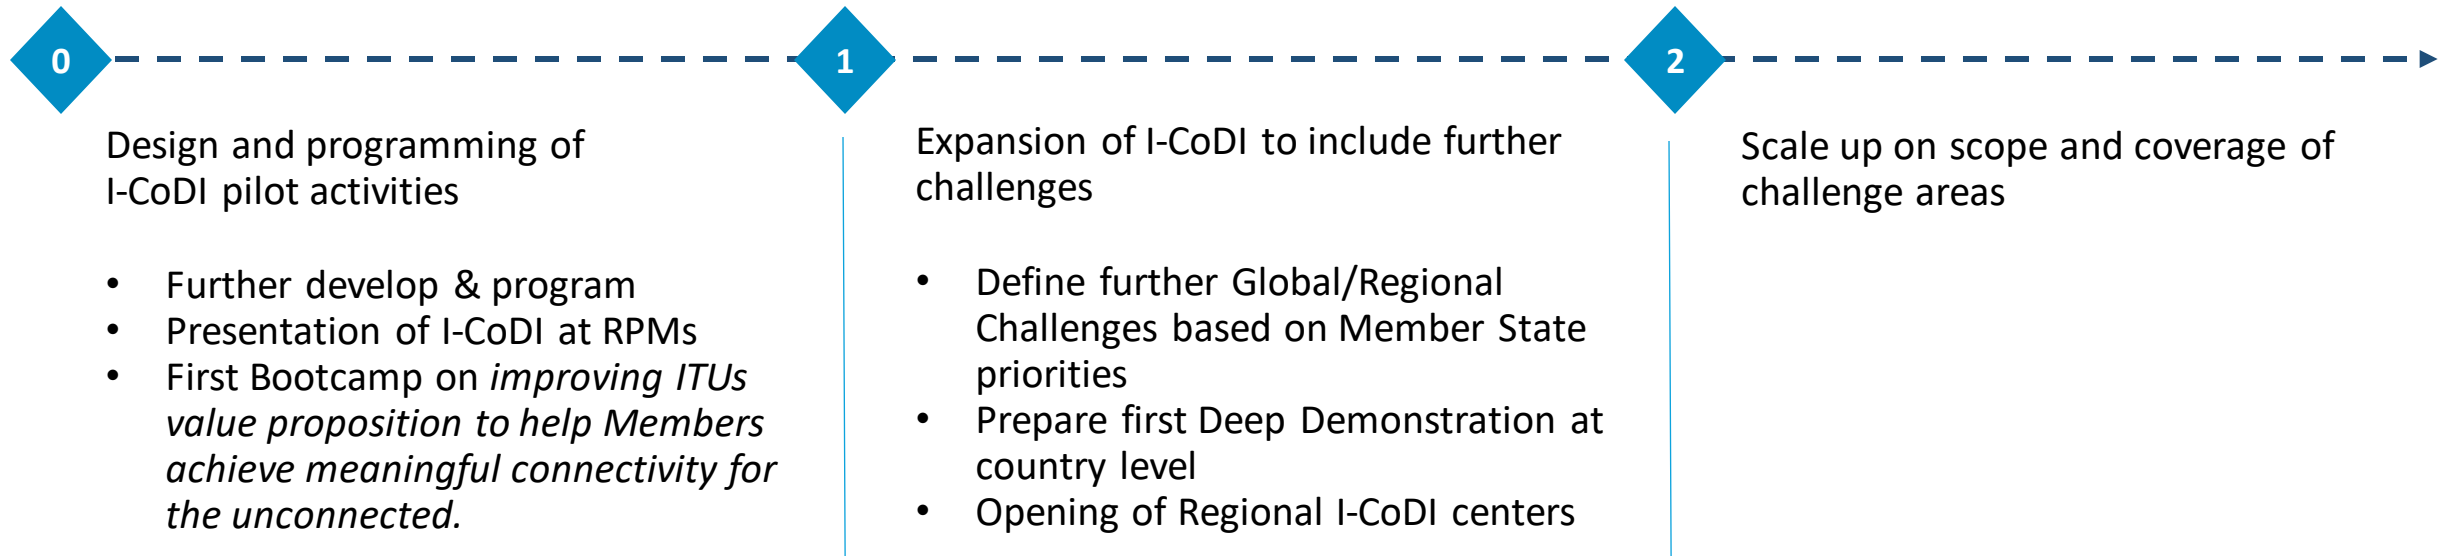 0
1
2
Design and programming of
I-CoDI pilot activities
• Further develop & program
• Presentation of I-CoDI at RPMs
• First Bootcamp on improving ITUs
value proposition to help Members
achieve meaningful connectivity for
the unconnected.
Expansion of I-CoDI to include further
challenges
• Define further Global/Regional
Challenges based on Member State
priorities
• Prepare first Deep Demonstration at
country level
• Opening of Regional I-CoDI centers
Scale up on scope and coverage of
challenge areas